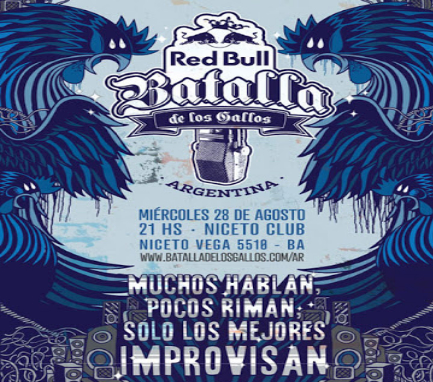 Red Bull
Batalla
de los Gallos
· ARGENTINA ·
MIÉRCOLES 28 DE AGOSTO
21 HS · NICETO CLUB
NICETO VEGA 5510 - BA
WWW.BATALLADELOSGALLOS.COM/AR
MUCHOS HABLAN,
POCOS RIMAN,
SOLO LOS MEJORES
IMPROVISAN